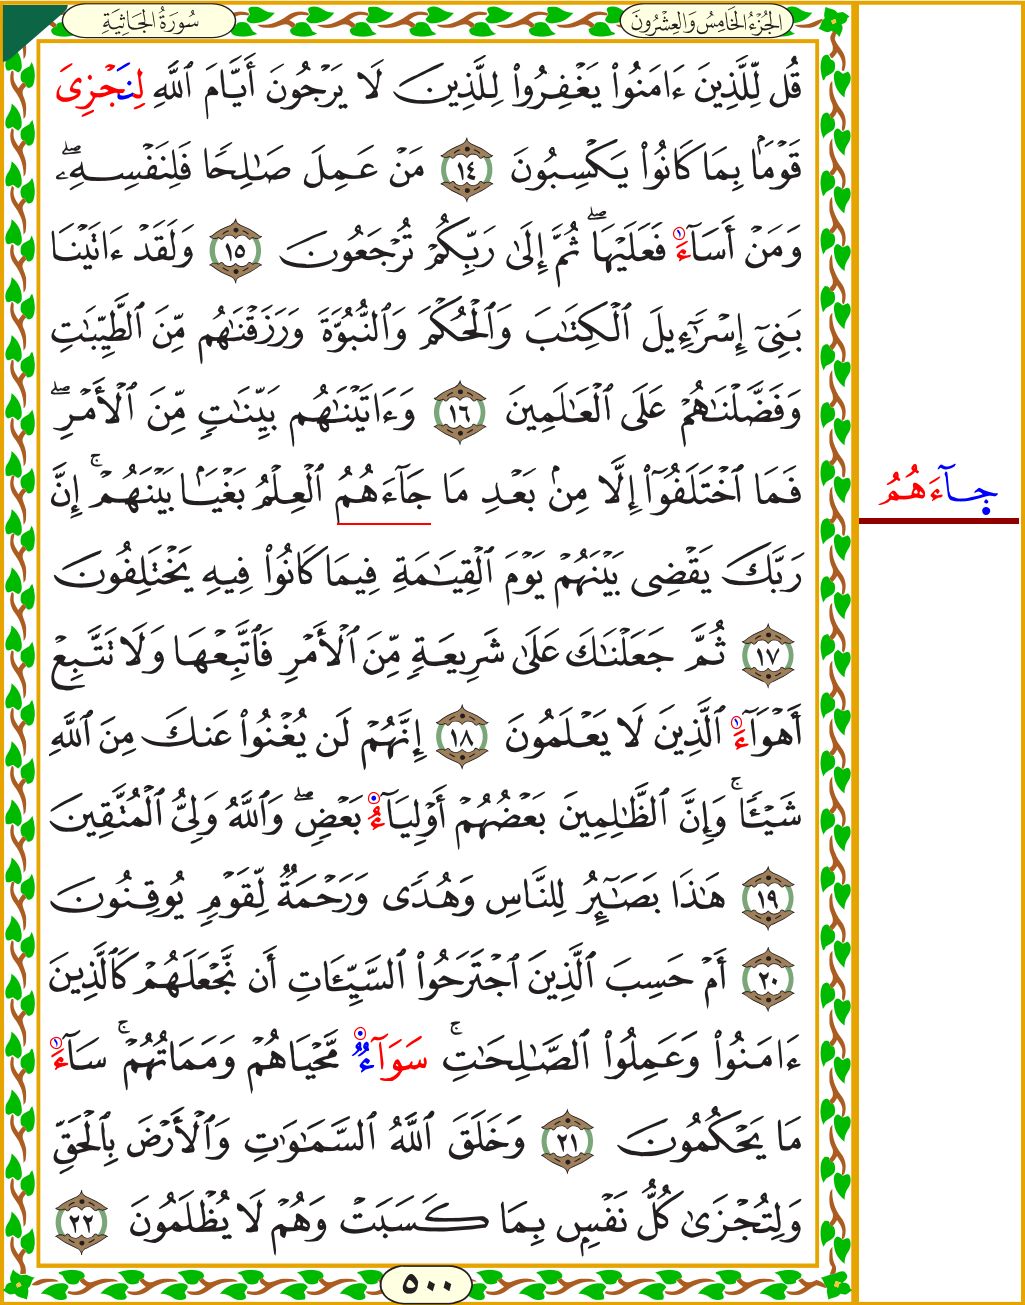 الجُزْءُ الخَامِسُ وَالعِشْرُونَ
سُورَةُ الجَاثِيَةِ
قُل لِّلَّذِينَ ءَامَنُوا۟ يَغْفِرُوا۟ لِلَّذِينَ لَا يَرْجُونَ أَيَّامَ ٱللَّهِ لِنَجْزِىَ
قَوْمًۢا بِمَا كَانُوا۟ يَكْسِبُونَ ١٤ مَنْ عَمِلَ صَـٰلِحًا فَلِنَفْسِهِۦۖ
وَمَنْ أَسَآءَ فَعَلَيْهَاۖ ثُمَّ إِلَىٰ رَبِّكُمْ تُرْجَعُونَ ١٥ وَلَقَدْ ءَاتَيْنَا
بَنِىٓ إِسْرَٰٓءِيلَ ٱلْكِتَـٰبَ وَٱلْحُكْمَ وَٱلنُّبُوَّةَ وَرَزَقْنَـٰهُم مِّنَ ٱلطَّيِّبَـٰتِ
وَفَضَّلْنَـٰهُمْ عَلَى ٱلْعَـٰلَمِينَ ١٦ وَءَاتَيْنَـٰهُم بَيِّنَـٰتٍ مِّنَ ٱلْأَمْرِۖ
فَمَا ٱخْتَلَفُوٓا۟ إِلَّا مِنۢ بَعْدِ مَا جَآءَهُمُ ٱلْعِلْمُ بَغْيًۢا بَيْنَهُمْۚ إِنَّ
جَآءَهُمُ
رَبَّكَ يَقْضِى بَيْنَهُمْ يَوْمَ ٱلْقِيَـٰمَةِ فِيمَا كَانُوا۟ فِيهِ يَخْتَلِفُونَ
١٧ ثُمَّ جَعَلْنَـٰكَ عَلَىٰ شَرِيعَةٍ مِّنَ ٱلْأَمْرِ فَٱتَّبِعْهَا وَلَا تَتَّبِعْ
أَهْوَآءَ ٱلَّذِينَ لَا يَعْلَمُونَ ١٨ إِنَّهُمْ لَن يُغْنُوا۟ عَنكَ مِنَ ٱللَّهِ
شَيْـًٔاۚ وَإِنَّ ٱلظَّـٰلِمِينَ بَعْضُهُمْ أَوْلِيَآءُ بَعْضٍۖ وَٱللَّهُ وَلِىُّ ٱلْمُتَّقِينَ
١٩ هَـٰذَا بَصَـٰٓئِرُ لِلنَّاسِ وَهُدًى وَرَحْمَةٌ لِّقَوْمٍ يُوقِنُونَ
٢٠ أَمْ حَسِبَ ٱلَّذِينَ ٱجْتَرَحُوا۟ ٱلسَّيِّـَٔاتِ أَن نَّجْعَلَهُمْ كَٱلَّذِينَ
ءَامَنُوا۟ وَعَمِلُوا۟ ٱلصَّـٰلِحَـٰتِۚ سَوَآءٌ مَّحْيَاهُمْ وَمَمَاتُهُمْۚ سَآءَ
مَا يَحْكُمُونَ ٢١ وَخَلَقَ ٱللَّهُ ٱلسَّمَـٰوَٰتِ وَٱلْأَرْضَ بِٱلْحَقِّ
وَلِتُجْزَىٰ كُلُّ نَفْسٍۭ بِمَا كَسَبَتْ وَهُمْ لَا يُظْلَمُونَ ٢٢
٥٠٠